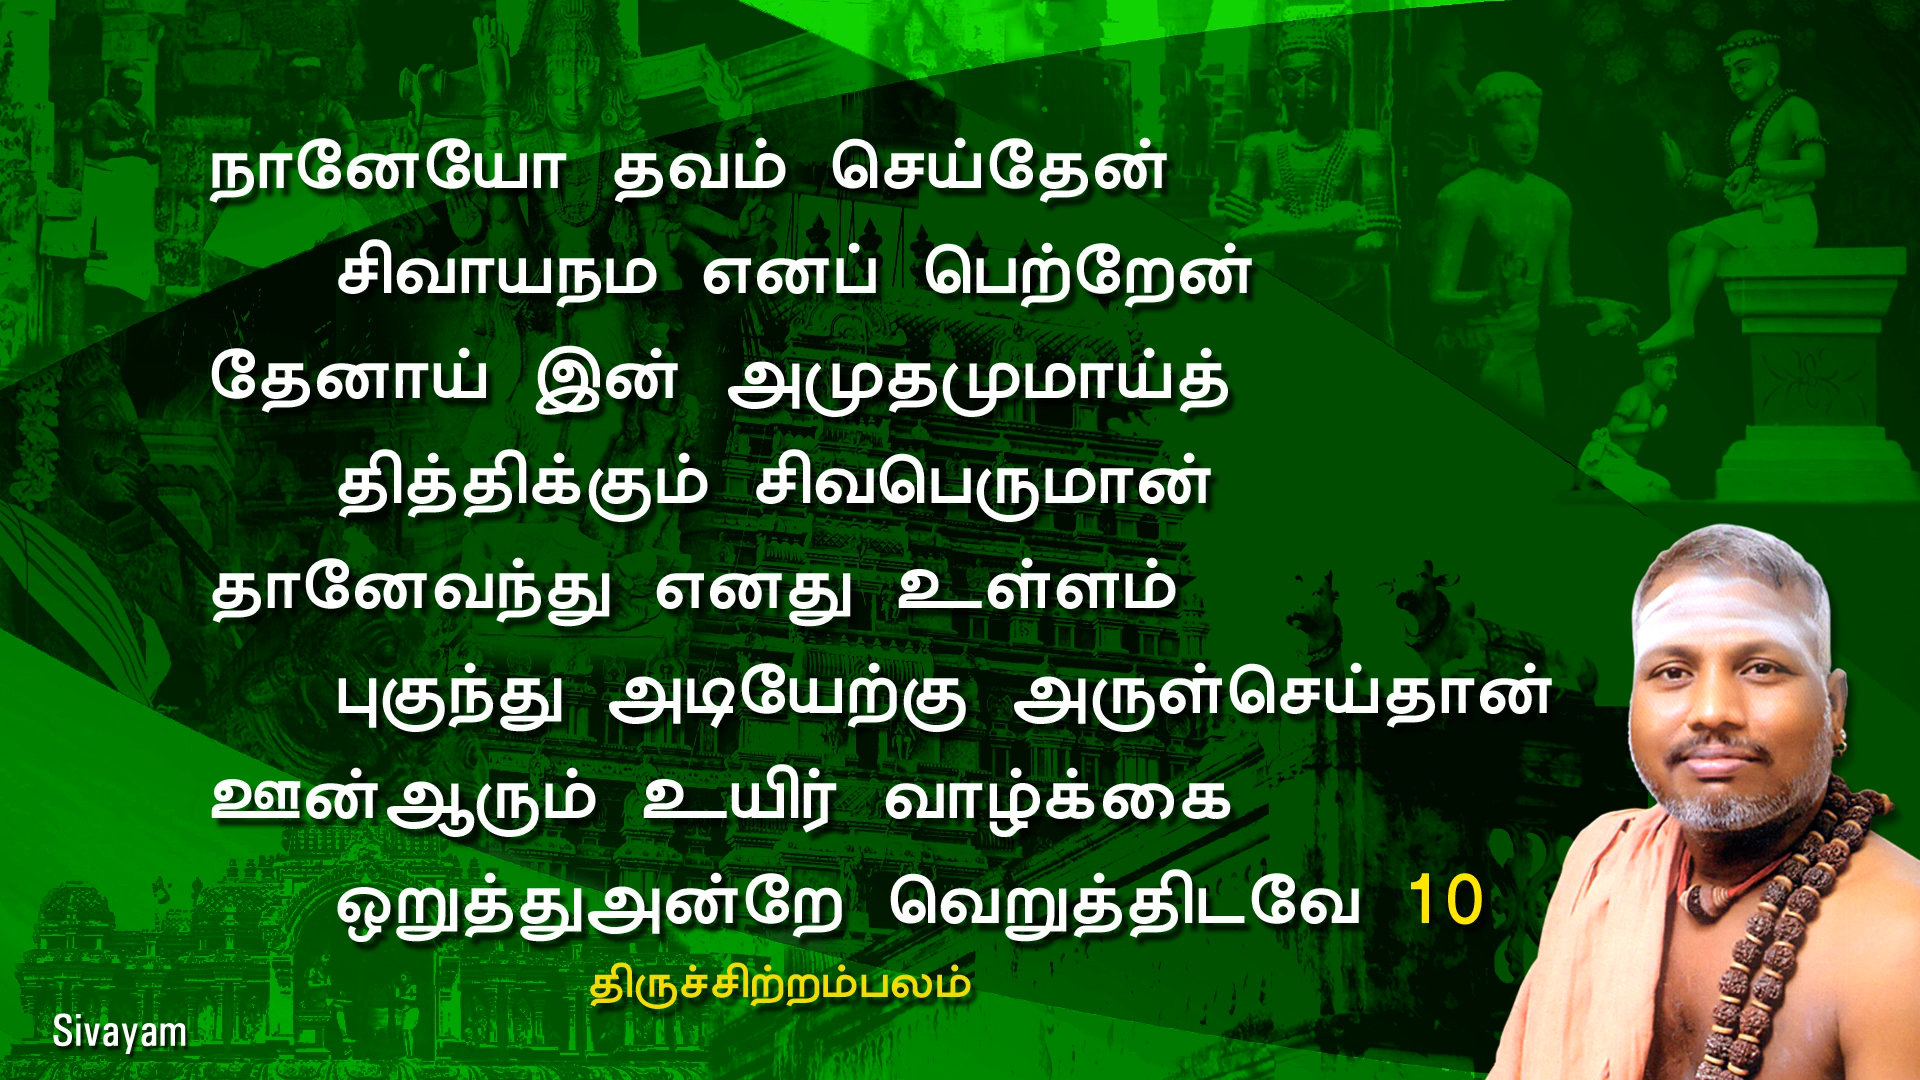 நானேயோ தவம் செய்தேன்
சிவாயநம எனப் பெற்றேன்
தேனாய் இன் அமுதமுமாய்த்
தித்திக்கும் சிவபெருமான்
தானேவந்து எனது உள்ளம்
புகுந்து அடியேற்கு அருள்செய்தான்
ஊன்ஆரும் உயிர் வாழ்க்கை
ஒறுத்துஅன்றே வெறுத்திடவே 10
திருச்சிற்றம்பலம்
Sivayam